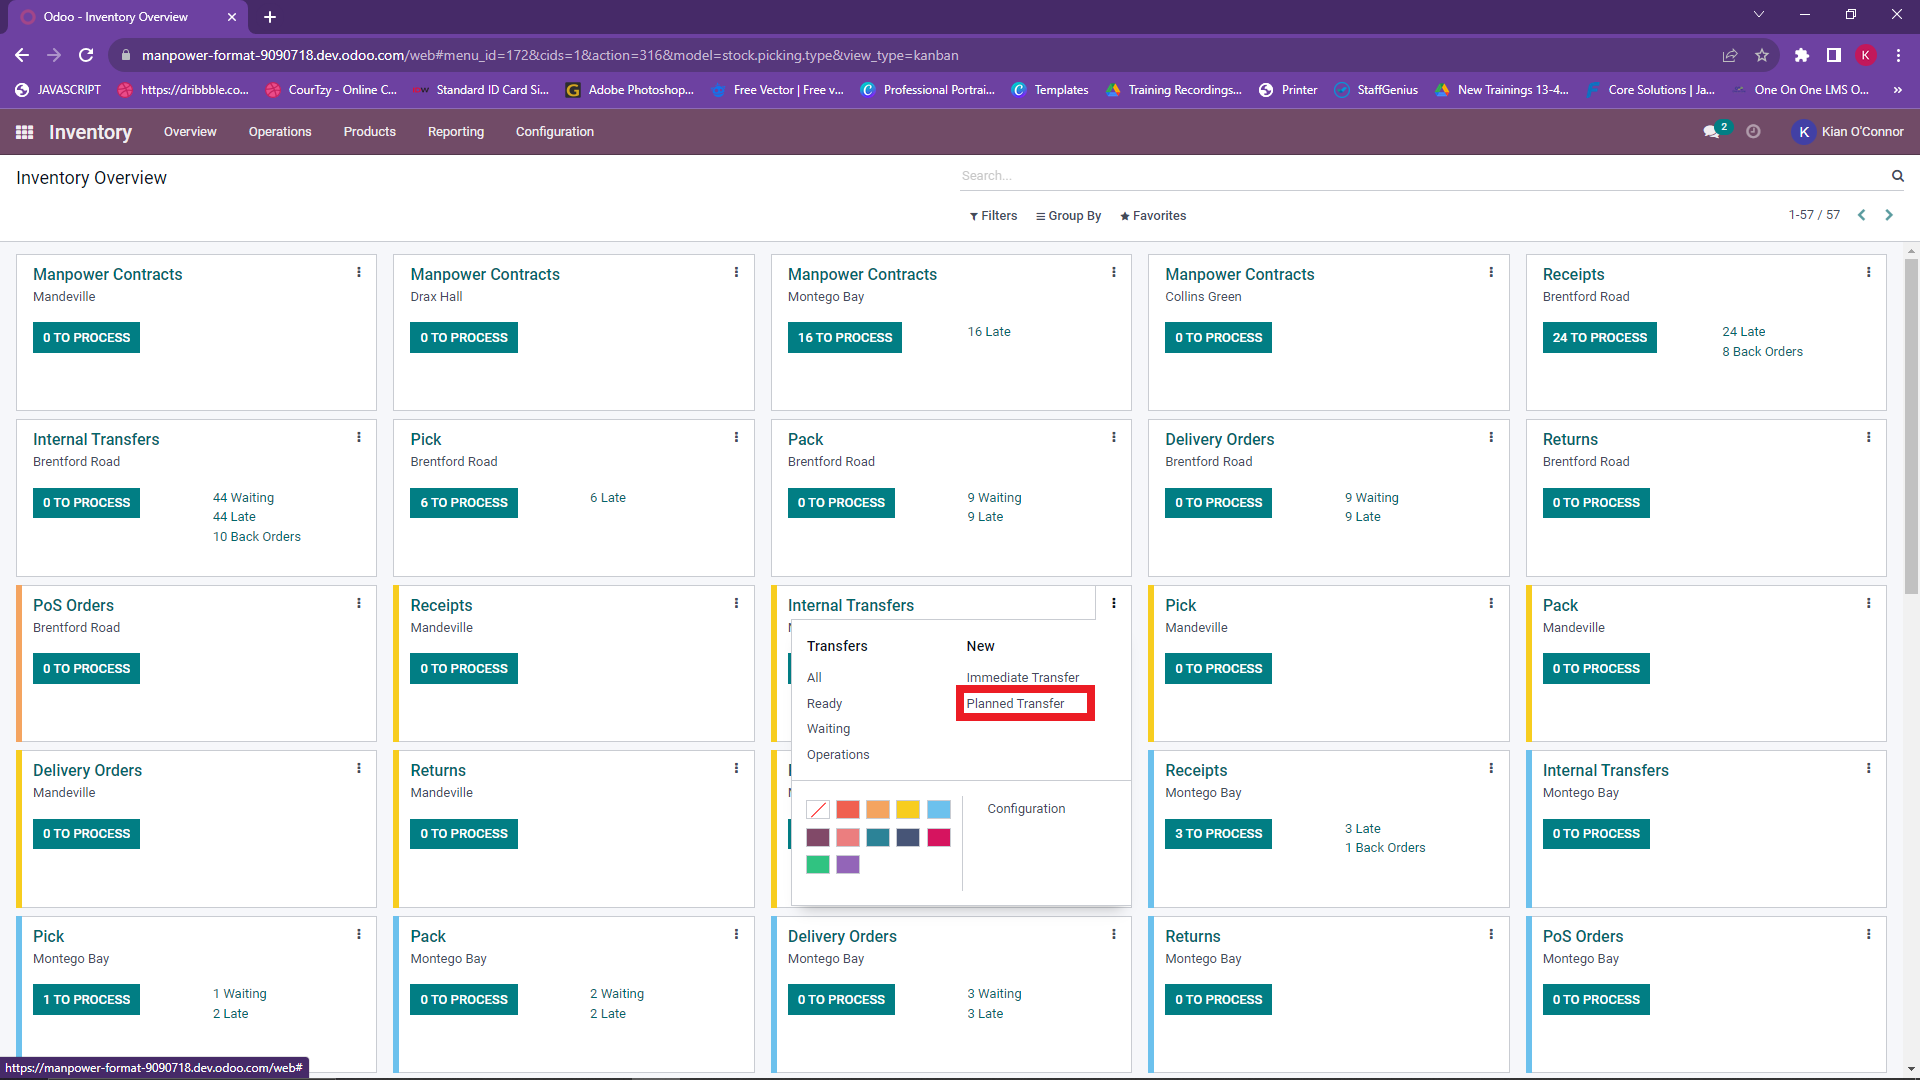 Odoo - Inventory Overview
manpower-format-9090718.dev.odoo.com/web#menu_id=172&cids=1&action=316&model=stock.picking.type&view_type=kanban
K
JAVASCRIPT https://dribbble.co... CourTzy - Online C... Standard ID Card Si... Adobe Photoshop... Free Vector | Free v... Professional Portrai... Templates Training Recordings... Printer StaffGenius New Trainings 13-4... Core Solutions | Ja... One On One LMS O... »
Inventory Overview Operations Products Reporting Configuration 2 K Kian O'Connor
Inventory Overview
Search...
Filters Group By Favorites 1-57 / 57
Manpower Contracts
Mandeville
0 TO PROCESS
Manpower Contracts
Drax Hall
0 TO PROCESS
Manpower Contracts
Montego Bay
16 TO PROCESS
16 Late
Manpower Contracts
Collins Green
0 TO PROCESS
Receipts
Brentford Road
24 TO PROCESS
24 Late
8 Back Orders
Internal Transfers
Brentford Road
0 TO PROCESS
44 Waiting
44 Late
10 Back Orders
Pick
Brentford Road
6 TO PROCESS
6 Late
Pack
Brentford Road
0 TO PROCESS
9 Waiting
9 Late
Delivery Orders
Brentford Road
0 TO PROCESS
9 Waiting
9 Late
Returns
Brentford Road
0 TO PROCESS
PoS Orders
Brentford Road
0 TO PROCESS
Receipts
Mandeville
0 TO PROCESS
Internal Transfers
Transfers
All
Ready
Waiting
Operations
New
Immediate Transfer
Planned Transfer
Configuration
Pick
Mandeville
0 TO PROCESS
Pack
Mandeville
0 TO PROCESS
Delivery Orders
Mandeville
0 TO PROCESS
Returns
Mandeville
0 TO PROCESS
Receipts
Montego Bay
3 TO PROCESS
3 Late
1 Back Orders
Internal Transfers
Montego Bay
0 TO PROCESS
Pick
Montego Bay
1 TO PROCESS
1 Waiting
2 Late
Pack
Montego Bay
0 TO PROCESS
2 Waiting
2 Late
Delivery Orders
Montego Bay
0 TO PROCESS
3 Waiting
3 Late
Returns
Montego Bay
0 TO PROCESS
PoS Orders
Montego Bay
0 TO PROCESS
https://manpower-format-9090718.dev.odoo.com/web#